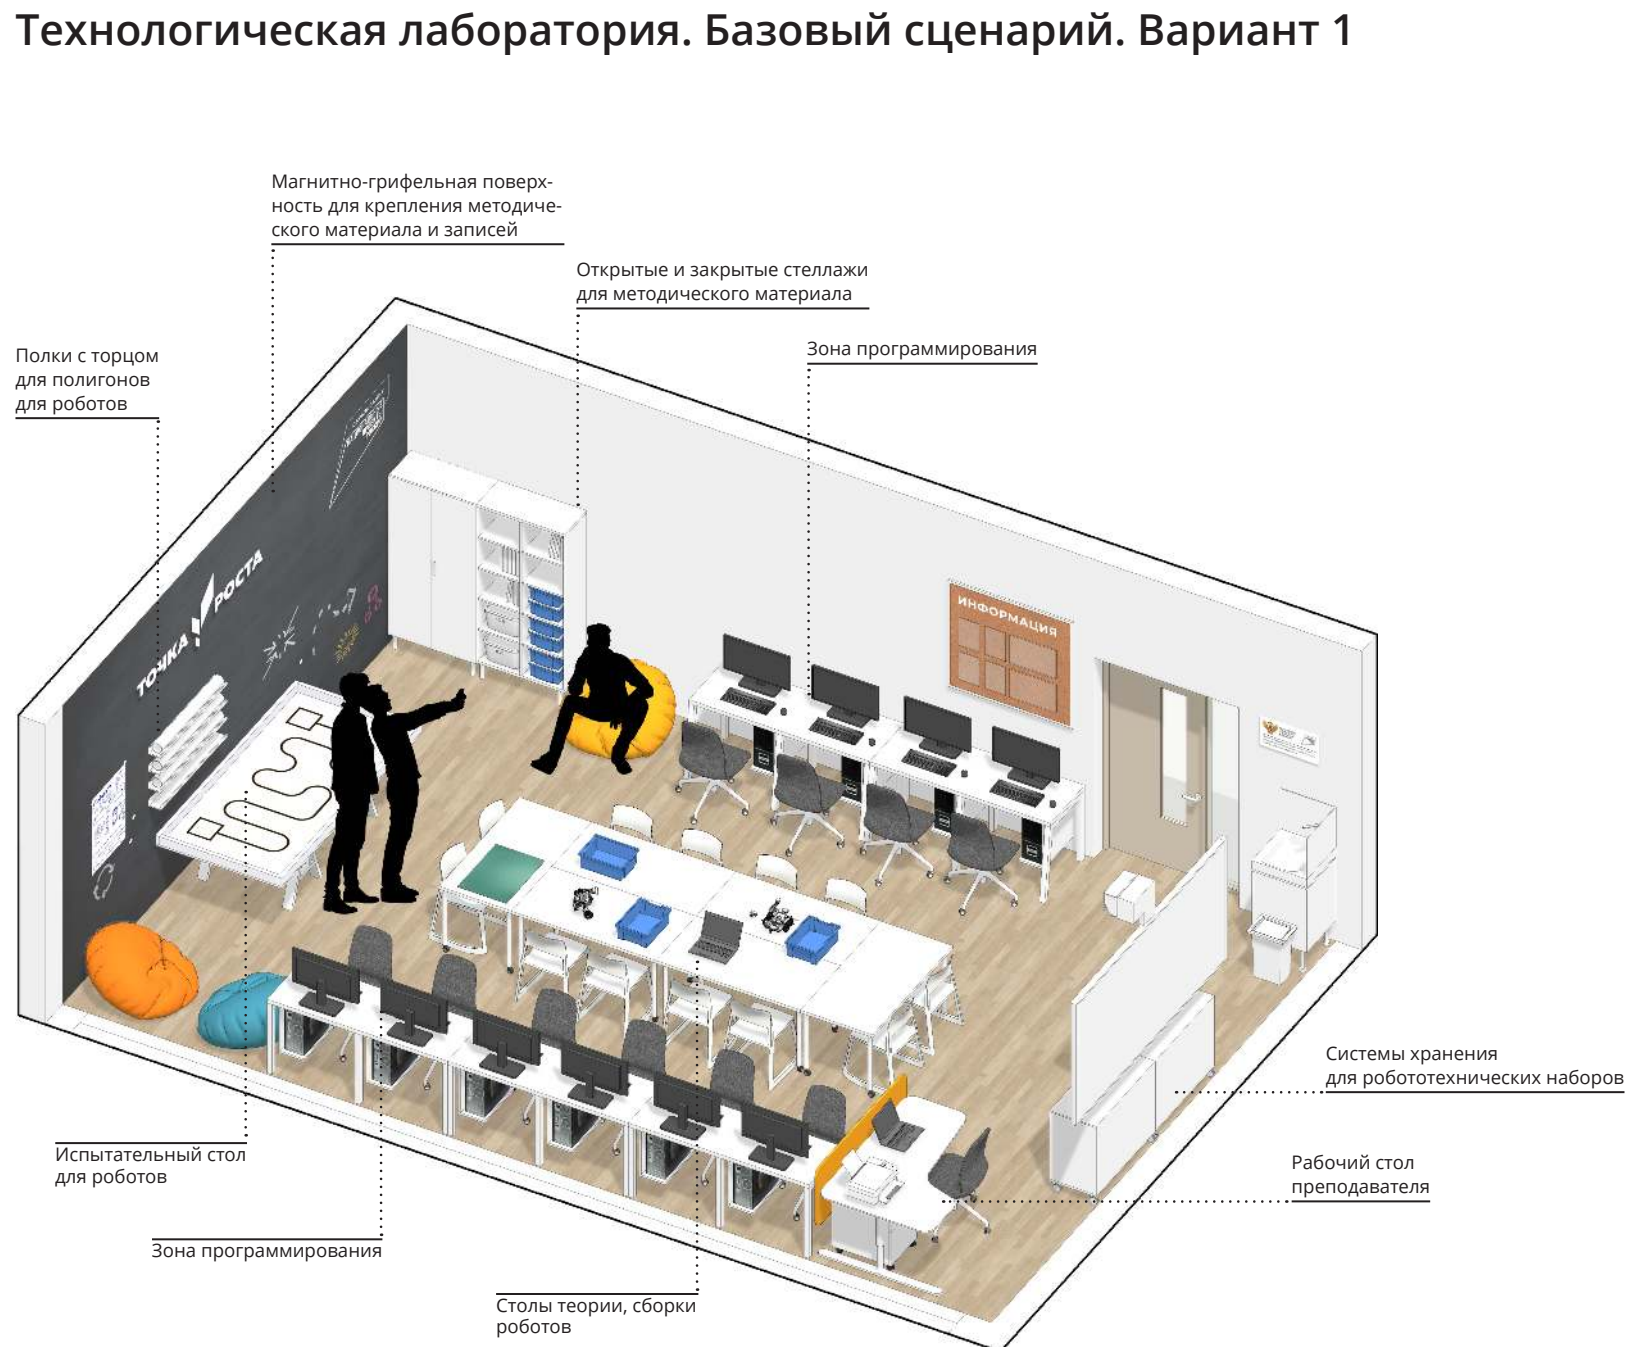 Технологическая лаборатория. Базовый сценарий. Вариант 1
Магнитно-грифельная поверх-
ность для крепления методиче-
ского материала и записей
Открытые и закрытые стеллажи
для методического материала
Зона программирования
Полки с торцом
для полигонов
для роботов
ТОЧКА РОСТА
ИНФОРМАЦИЯ
Системы хранения
для робототехнических наборов
Рабочий стол
преподавателя
Испытательный стол
для роботов
Зона программирования
Столы теории, сборки
роботов